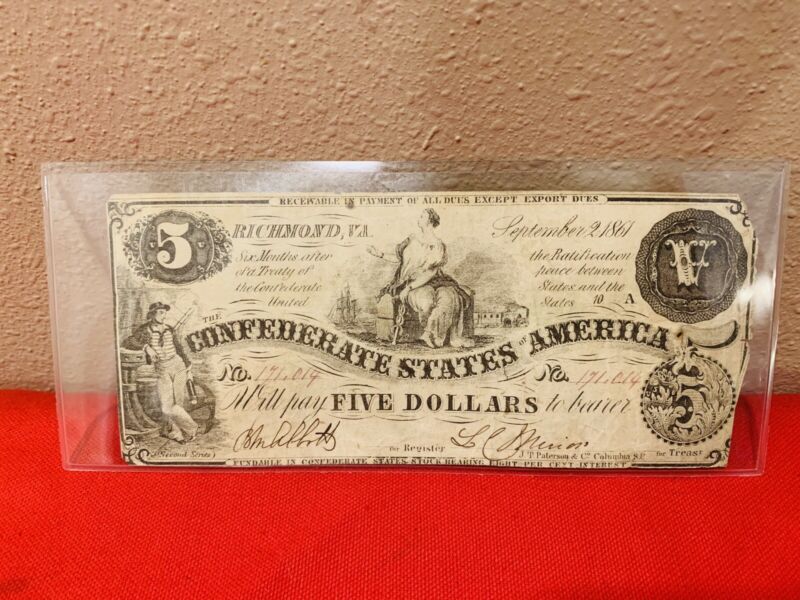 RECEIVABLE IN PAYMENT OF ALL DUES EXCEPT EXPORT DUES
5
RICHMOND, VA.
September 2, 1861
V
Six Months after
the Ratification
of a Treaty of
peace between
the Confederate
States and the
United
States 10 A
THE
CONFEDERATE STATES OF AMERICA
No. 171,014
No. 171,014
Will pay FIVE DOLLARS to bearer
5
for Register
for Treasr
(Second Series)
J. T. Paterson & Co. Columbia S.C.
FUNDABLE IN CONFEDERATE STATES STOCK BEARING EIGHT PER CENT INTEREST